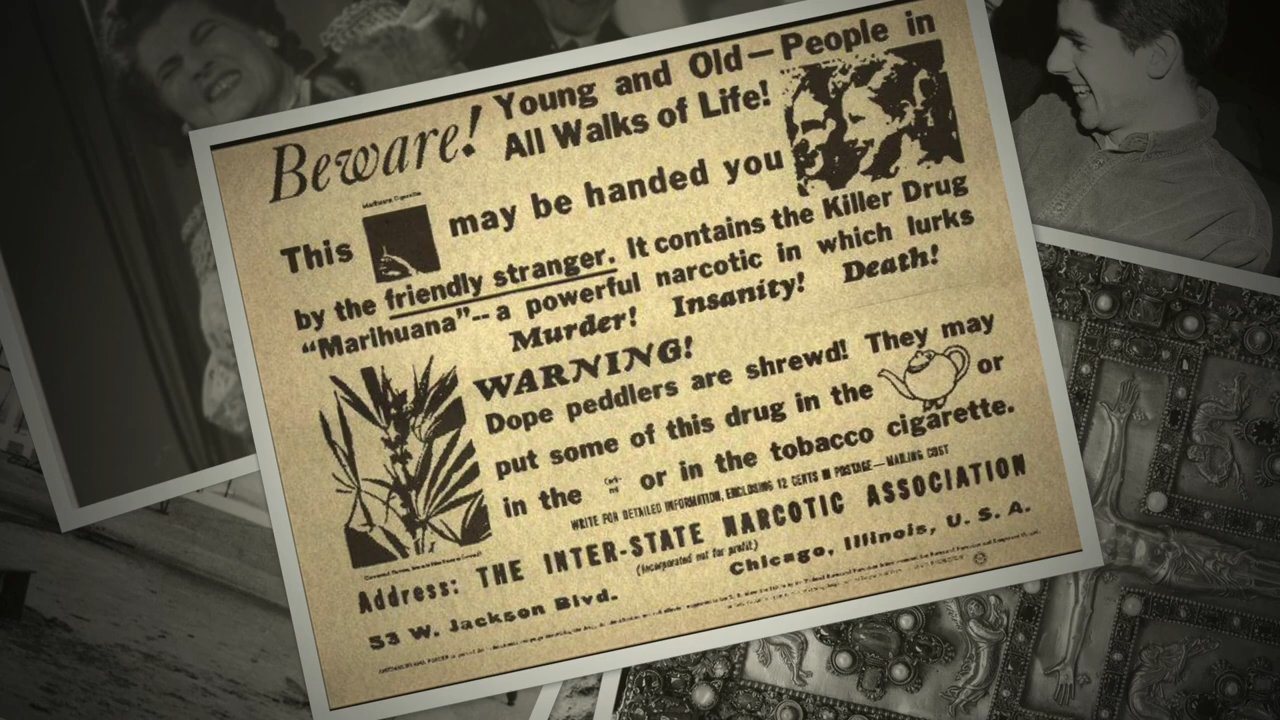 Beware! Young and Old—People in
All Walks of Life!
This may be handed you
by the friendly stranger. It contains the Killer Drug
“Marihuana”-- a powerful narcotic in which lurks
Murder! Insanity! Death!
WARNING!
Dope peddlers are shrewd! They may
put some of this drug in the or
in the or in the tobacco cigarette.
WRITE FOR DETAILED INFORMATION, ENCLOSING 12 CENTS IN POSTAGE—MAILING COST
Address: THE INTER-STATE NARCOTIC ASSOCIATION
(Incorporated not for profit)
53 W. Jackson Blvd. Chicago, Illinois, U. S. A.